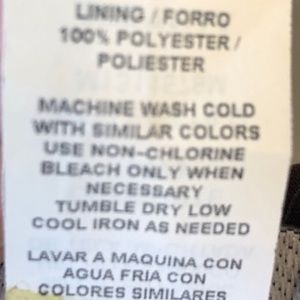 LINING / FORRO
100% POLYESTER /
POLIESTER
MACHINE WASH COLD
WITH SIMILAR COLORS
USE NON-CHLORINE
BLEACH ONLY WHEN
NECESSARY
TUMBLE DRY LOW
COOL IRON AS NEEDED
LAVAR A MAQUINA CON
AGUA FRIA CON
COLORES SIMILARES